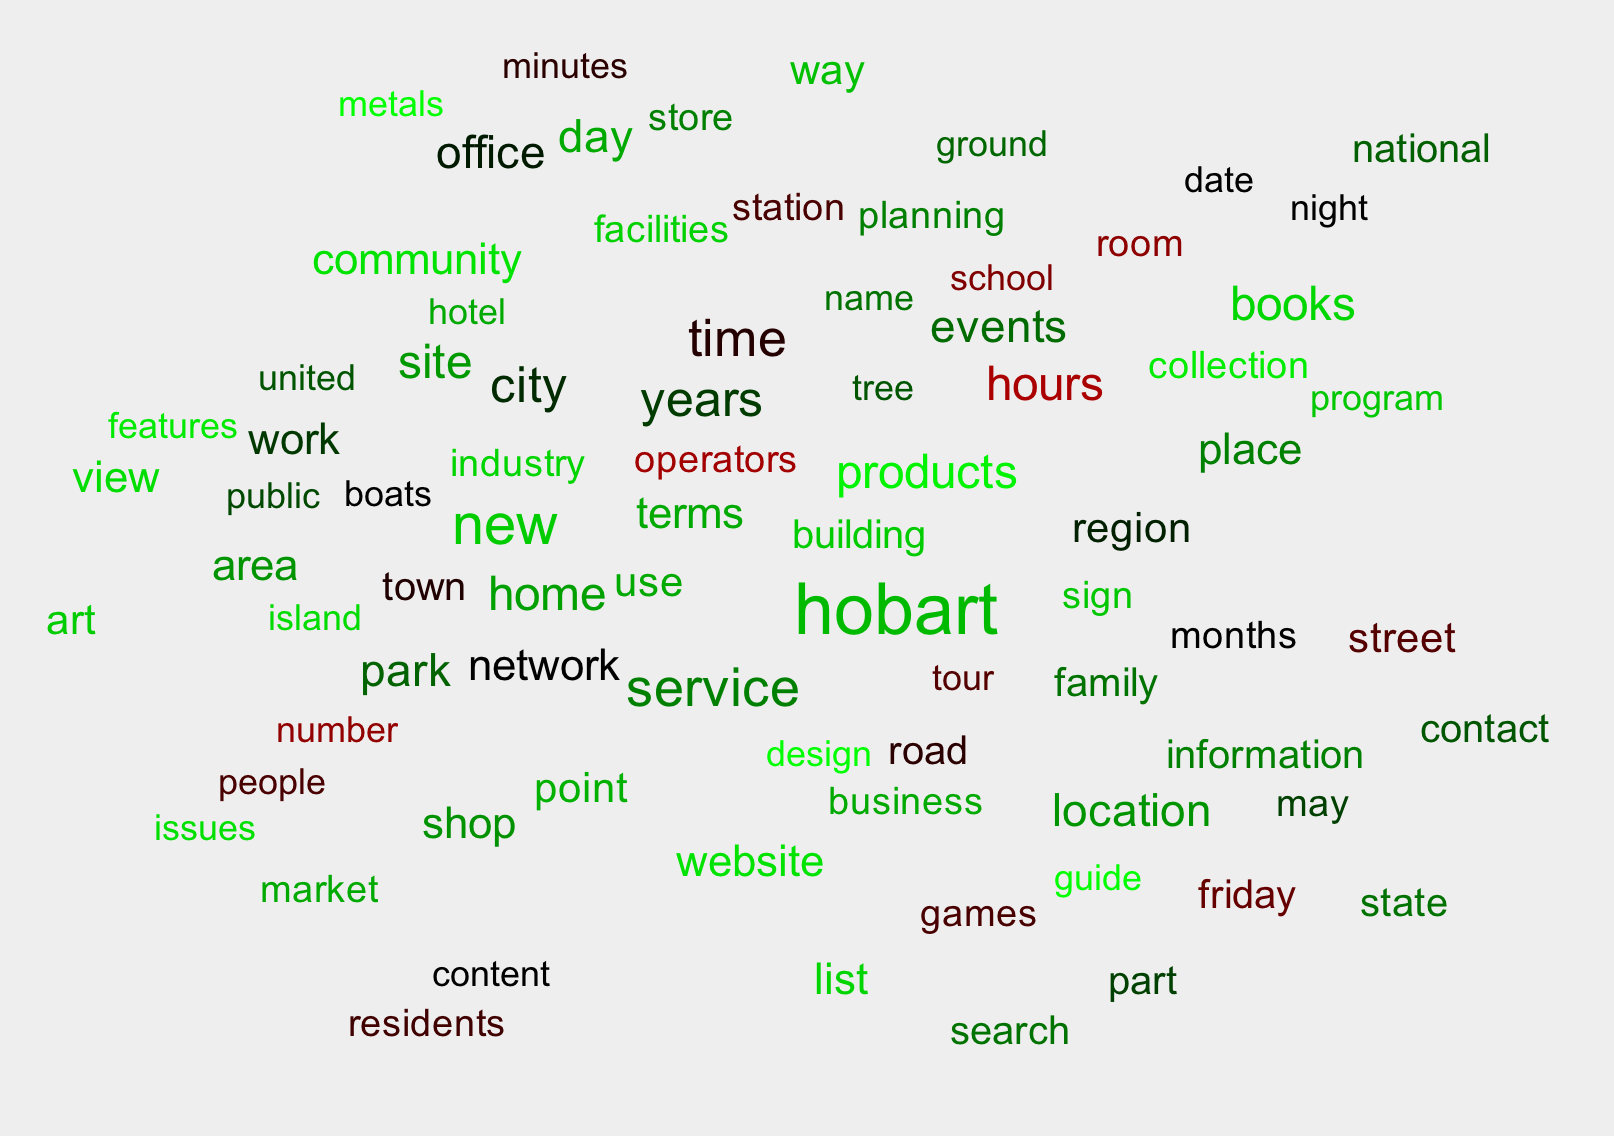 minutes
way
metals
store
day
office
ground
national
date
night
station
planning
facilities
room
community
school
name
books
hotel
events
time
site
collection
united
city
hours
tree
years
program
features
work
place
industry
operators
products
view
public
boats
terms
new
building
region
area
town
home
use
sign
hobart
art
island
months
street
park
network
service
tour
family
number
contact
design
road
information
people
point
business
location
may
issues
shop
website
market
guide
friday
state
games
content
list
part
residents
search